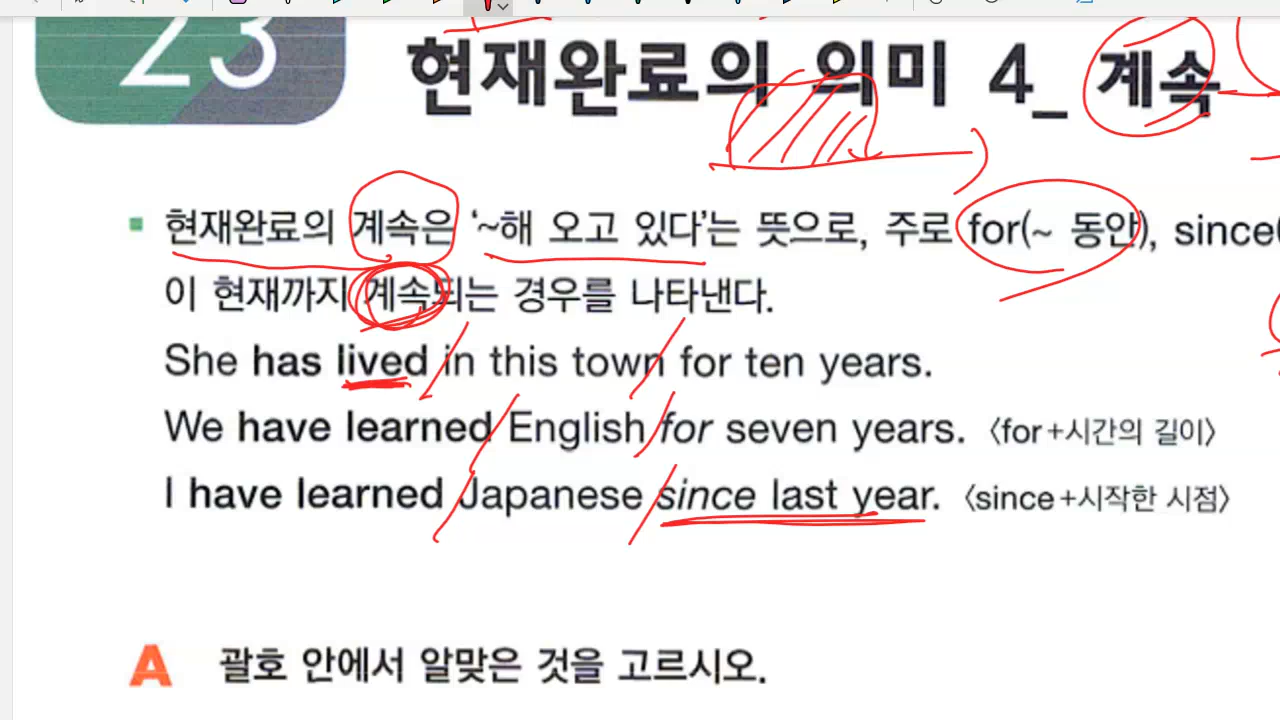 23
현재완료의 의미 4_ 계속
현재완료의 계속은 ‘~해 오고 있다’는 뜻으로, 주로 for(~ 동안), since(
이 현재까지 계속되는 경우를 나타낸다.
She has lived in this town for ten years.
We have learned English for seven years. 〈for+시간의 길이〉
I have learned Japanese since last year. 〈since+시작한 시점〉
A 괄호 안에서 알맞은 것을 고르시오.